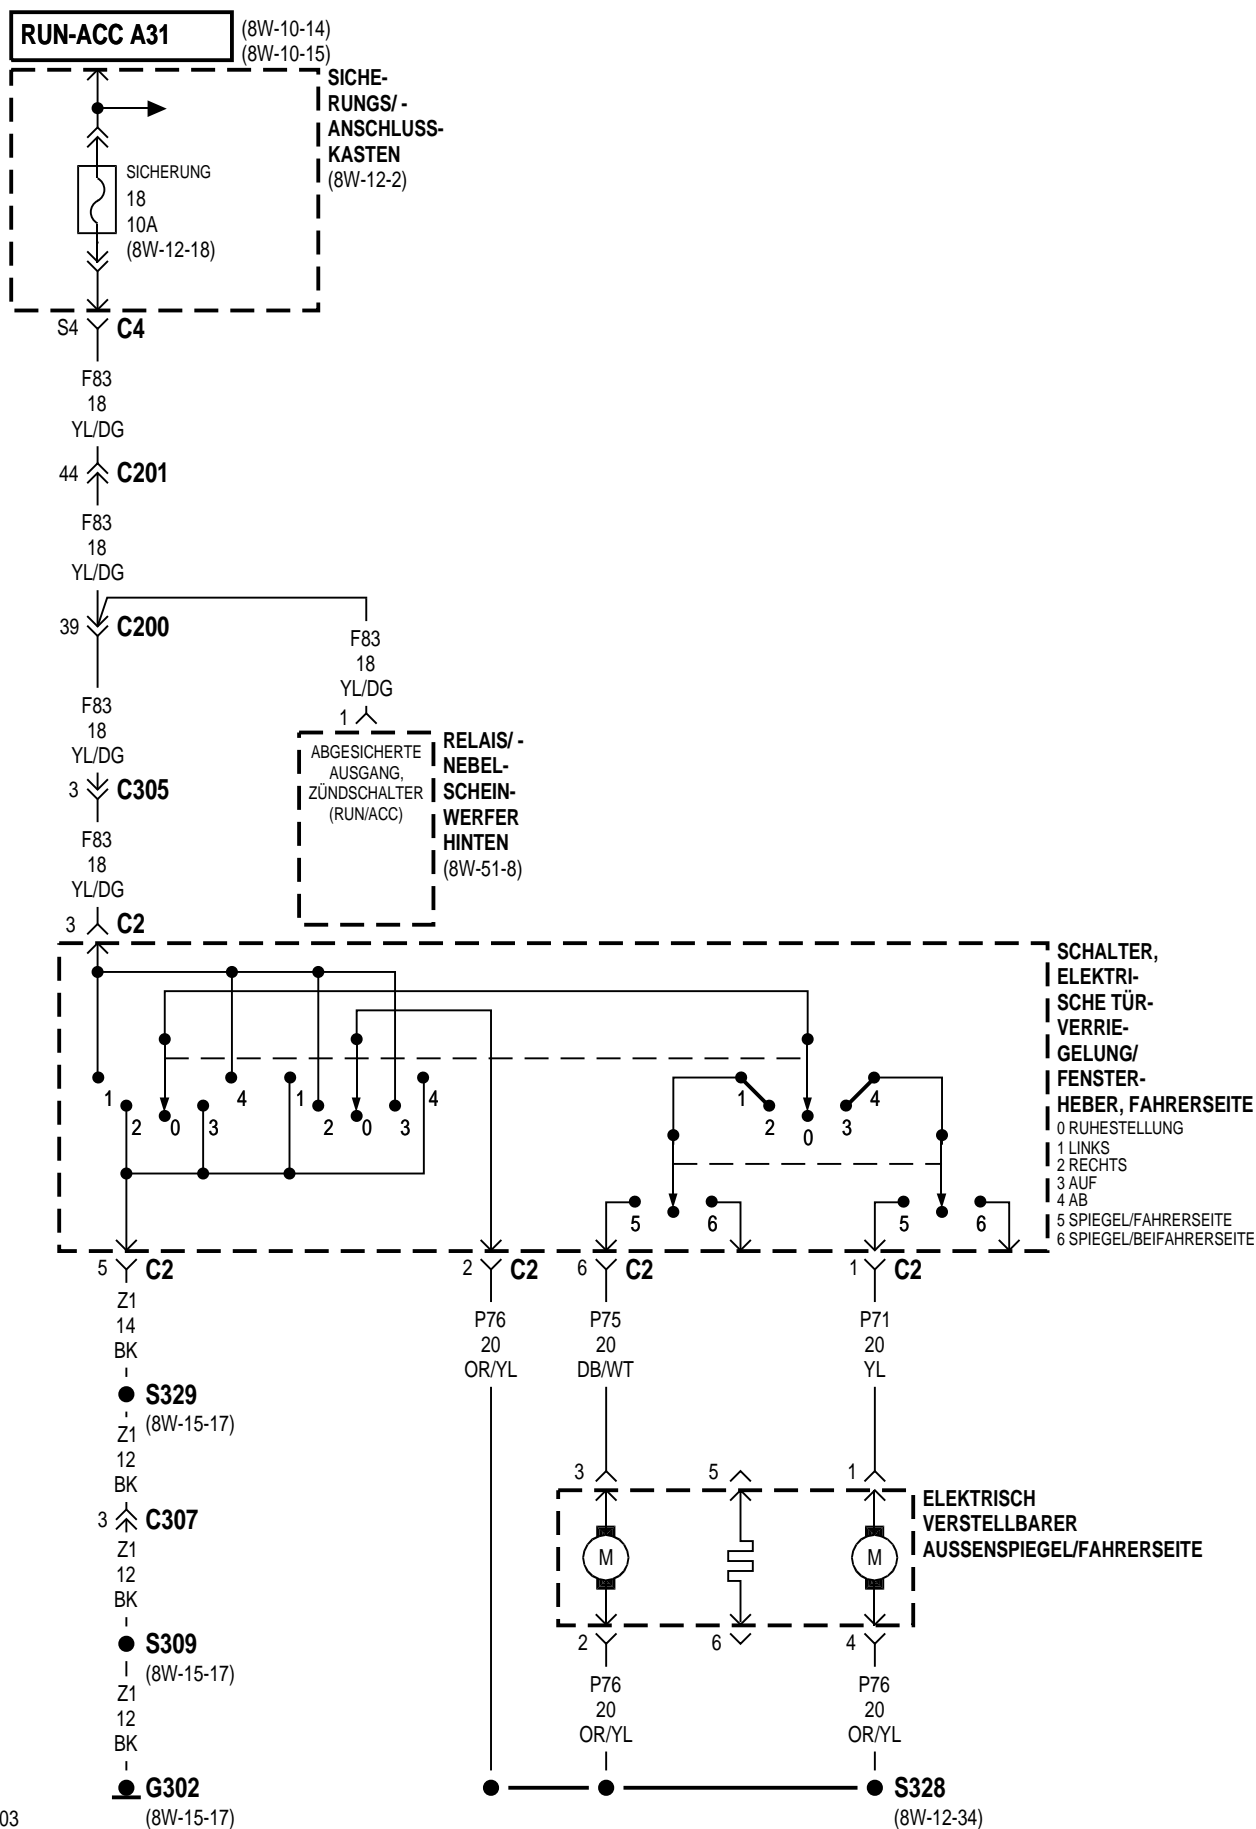 RUN-ACC A31
(8W-10-14)
(8W-10-15)
SICHE-
RUNGS/ -
ANSCHLUSS-
KASTEN
(8W-12-2)
SICHERUNG
18
10A
(8W-12-18)
S4 C4
F83
18
YL/DG
44 C201
F83
18
YL/DG
39 C200
F83
18
YL/DG
1
F83
18
YL/DG
3 C305
F83
18
YL/DG
3 C2
ABGESICHERTE
AUSGANG,
ZÜNDSCHALTER
(RUN/ACC)
RELAIS/ -
NEBEL-
SCHEIN-
WERFER
HINTEN
(8W-51-8)
SCHALTER,
ELEKTRI-
SCHE TÜR-
VERRIE-
GELUNG/
FENSTER-
HEBER, FAHRERSEITE
0 RUHESTELLUNG
1 LINKS
2 RECHTS
3 AUF
4 AB
5 SPIEGEL/FAHRERSEITE
6 SPIEGEL/BEIFAHRERSEITE
1 2 0 3 4
1 2 0 3 4
1 2 0 3 4
5 6
5 6
5 C2
2 C2
6 C2
1 C2
Z1
14
BK
S329
(8W-15-17)
Z1
12
BK
3 C307
Z1
12
BK
S309
(8W-15-17)
Z1
12
BK
G302
(8W-15-17)
P76
20
OR/YL
P75
20
DB/WT
P71
20
YL
3 5 1
M M
ELEKTRISCH
VERSTELLBARER
AUSSENSPIEGEL/FAHRERSEITE
2 6 4
P76
20
OR/YL
P76
20
OR/YL
S328
(8W-12-34)
03